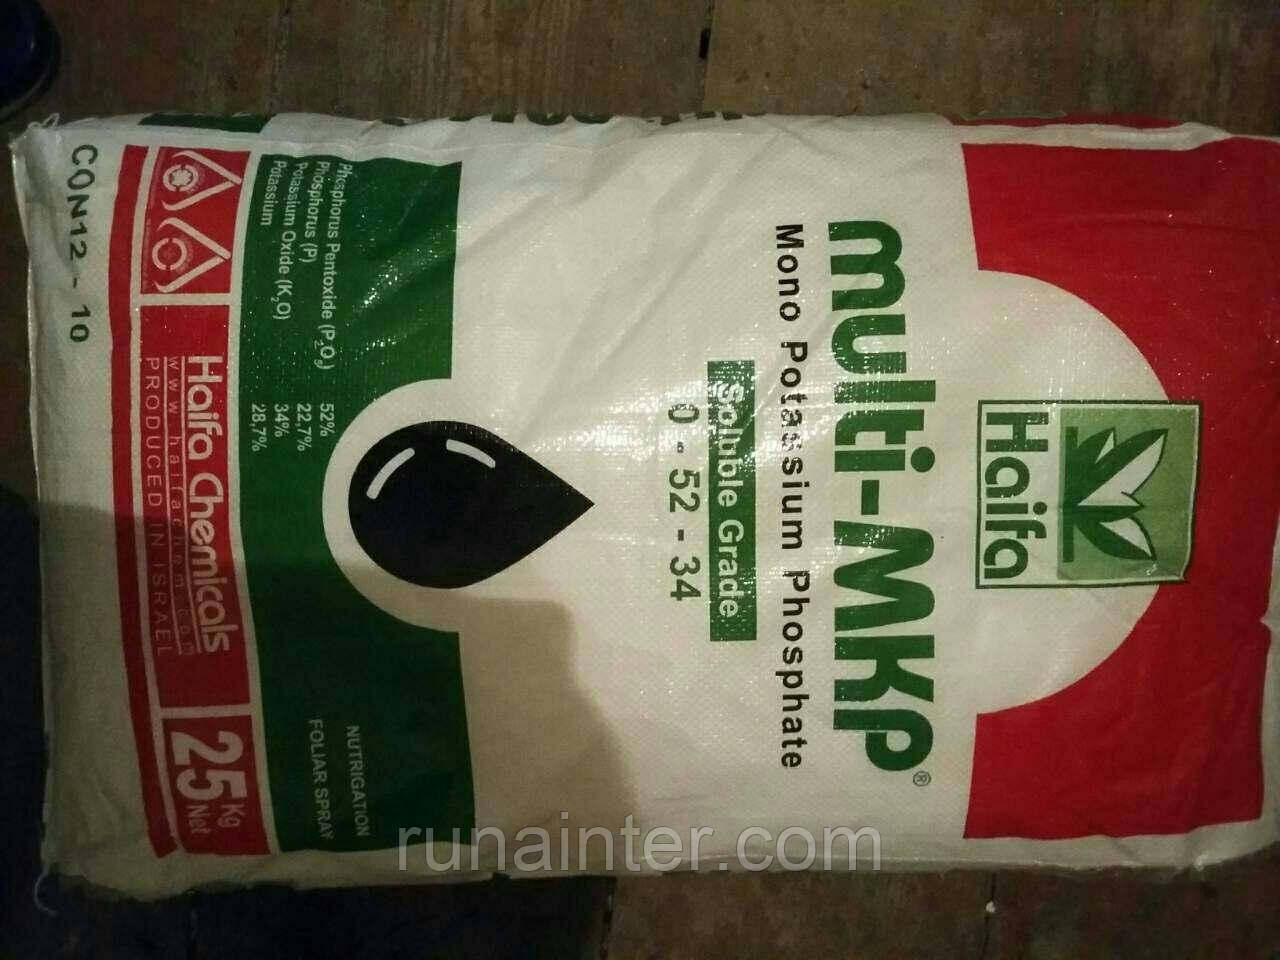 Haifa
multi-MKP®
Mono Potassium Phosphate
Soluble Grade
0 - 52 - 34
Phosphorus Pentoxide (P₂O₅) 52%
Phosphorus (P) 22,7%
Potassium Oxide (K₂O) 34%
Potassium 28,7%
NUTRIGATION
FOLIAR SPRAY
Haifa Chemicals
www.haifachem.com
PRODUCED IN ISRAEL
25 Kg Net
CON12 - 10
runainter.com